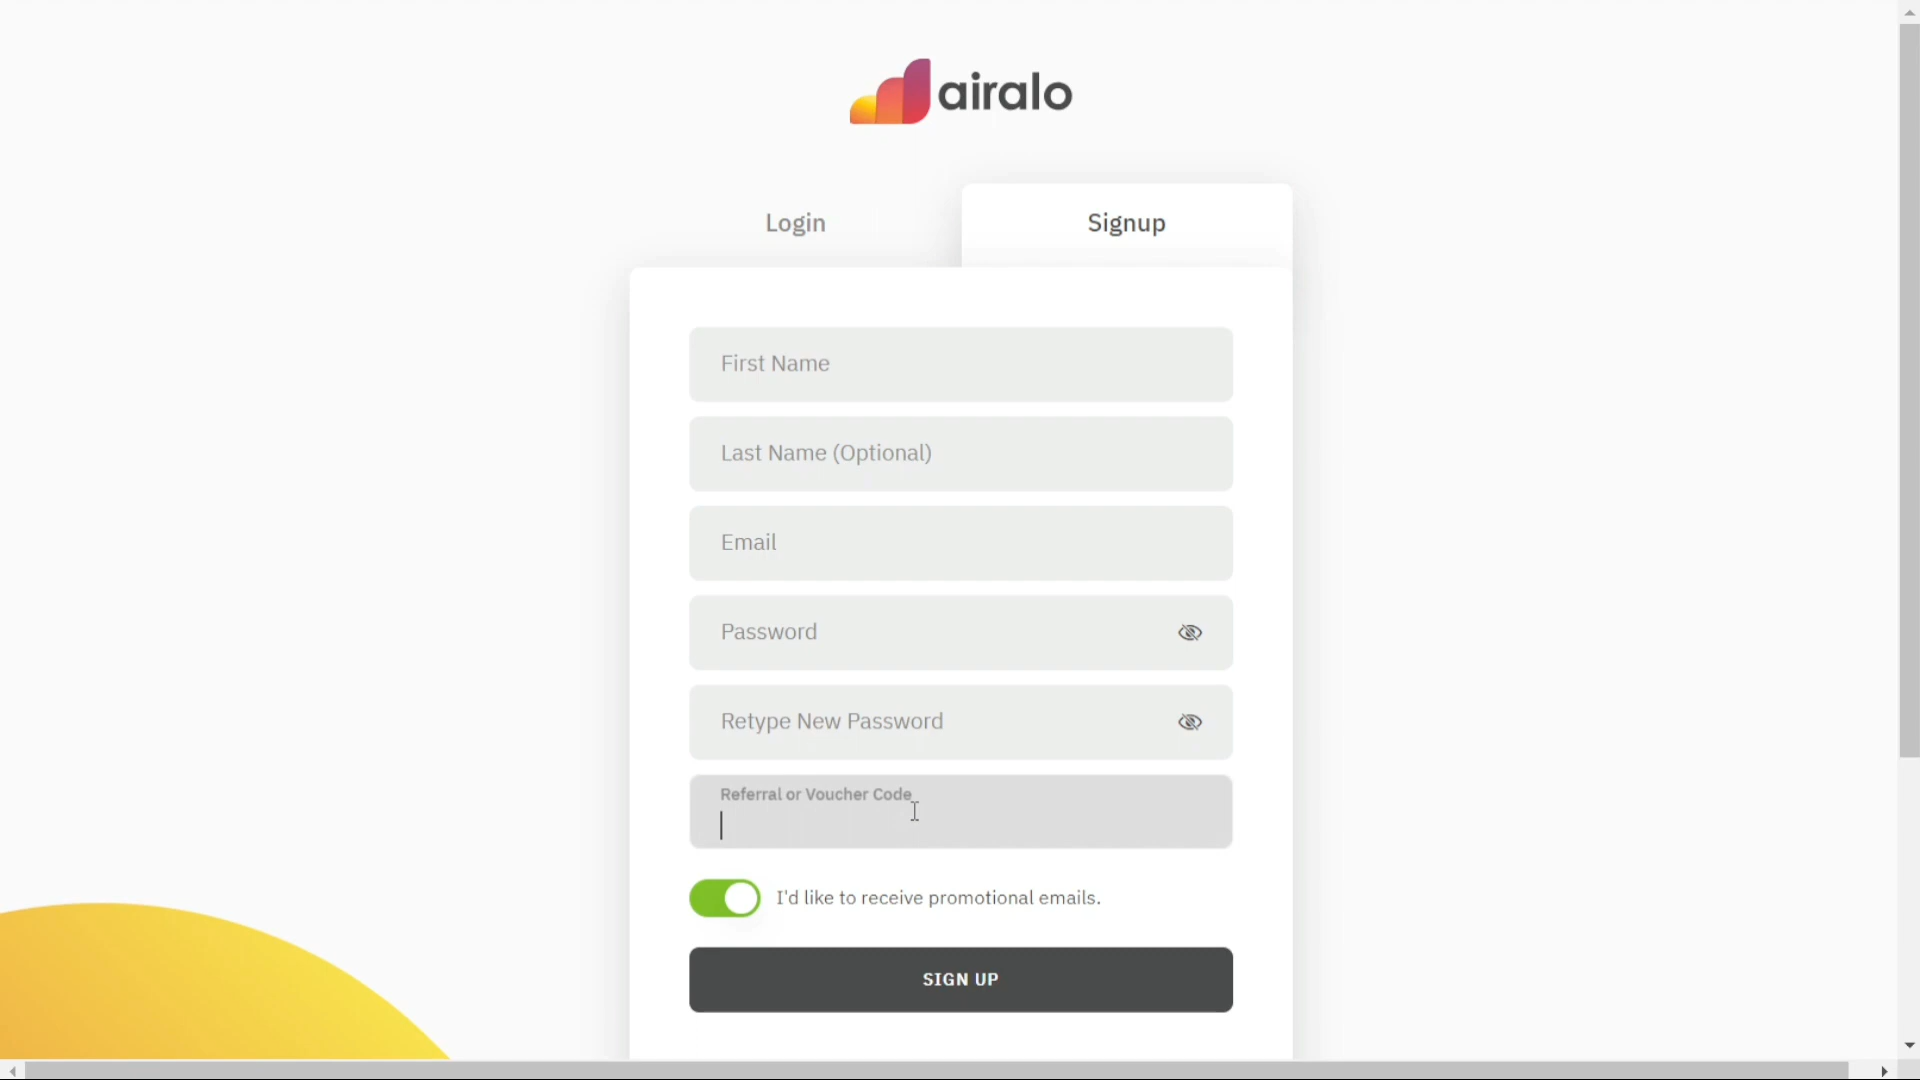 airalo
Login
Signup
First Name
Last Name (Optional)
Email
Password
Retype New Password
Referral or Voucher Code
I'd like to receive promotional emails.
SIGN UP